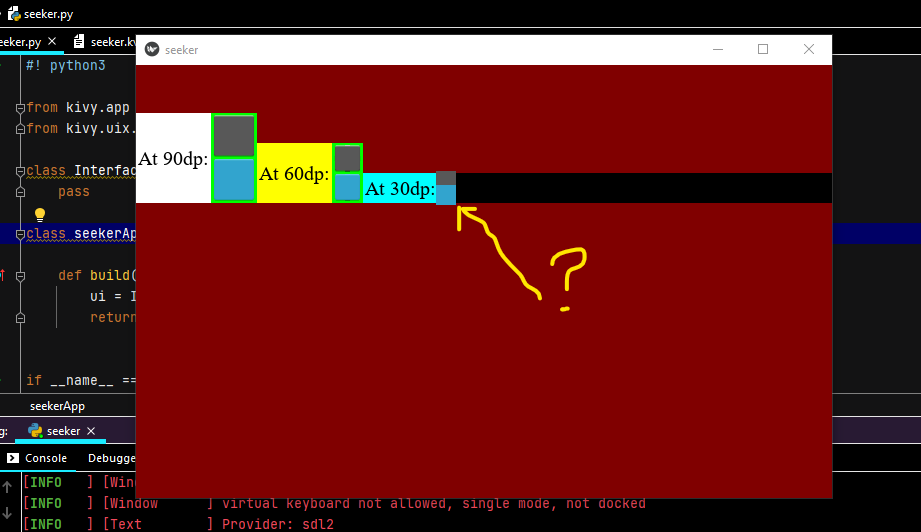 seeker.py
eeker.py
seeker.kv
seeker
#! python3
from kivy.app
from kivy.uix.
class Interfac
pass
class seekerAp
def build(
ui = I
return
if __name__ ==
At 90dp:
At 60dp:
At 30dp:
?
seekerApp
g:
seeker
Console
Debugge
[INFO ] [Win
[INFO ] [Window ] virtual keyboard not allowed, single mode, not docked
[INFO ] [Text ] Provider: sdl2